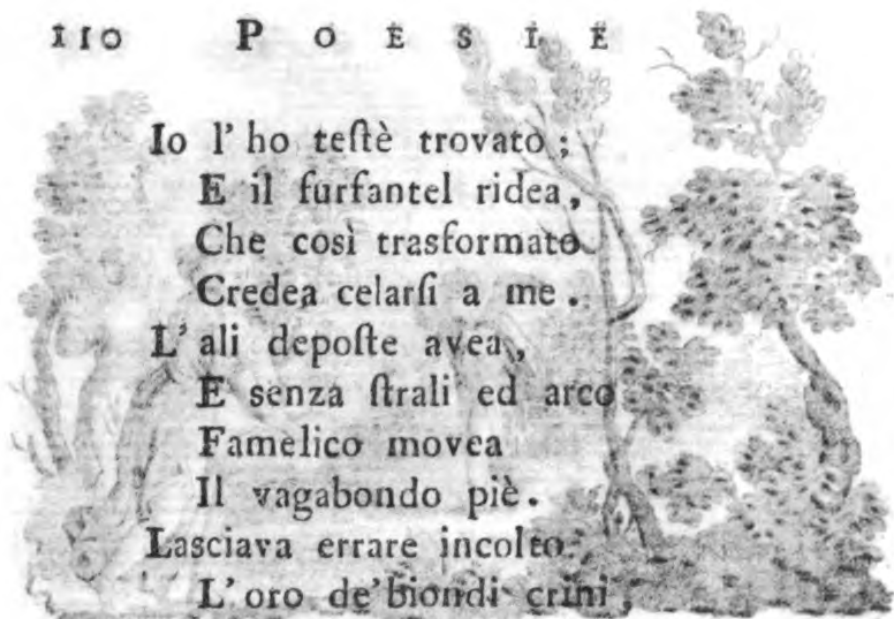 110 POESIE
Io l' ho teſtè trovato;
E il furfantel ridea,
Che così trasformato
Credea celarſi a me.
L' ali depoſte avea,
E senza ſtrali ed arco
Famelico movea
Il vagabondo piè.
Lasciava errare incolto
L' oro de' biondi crini,